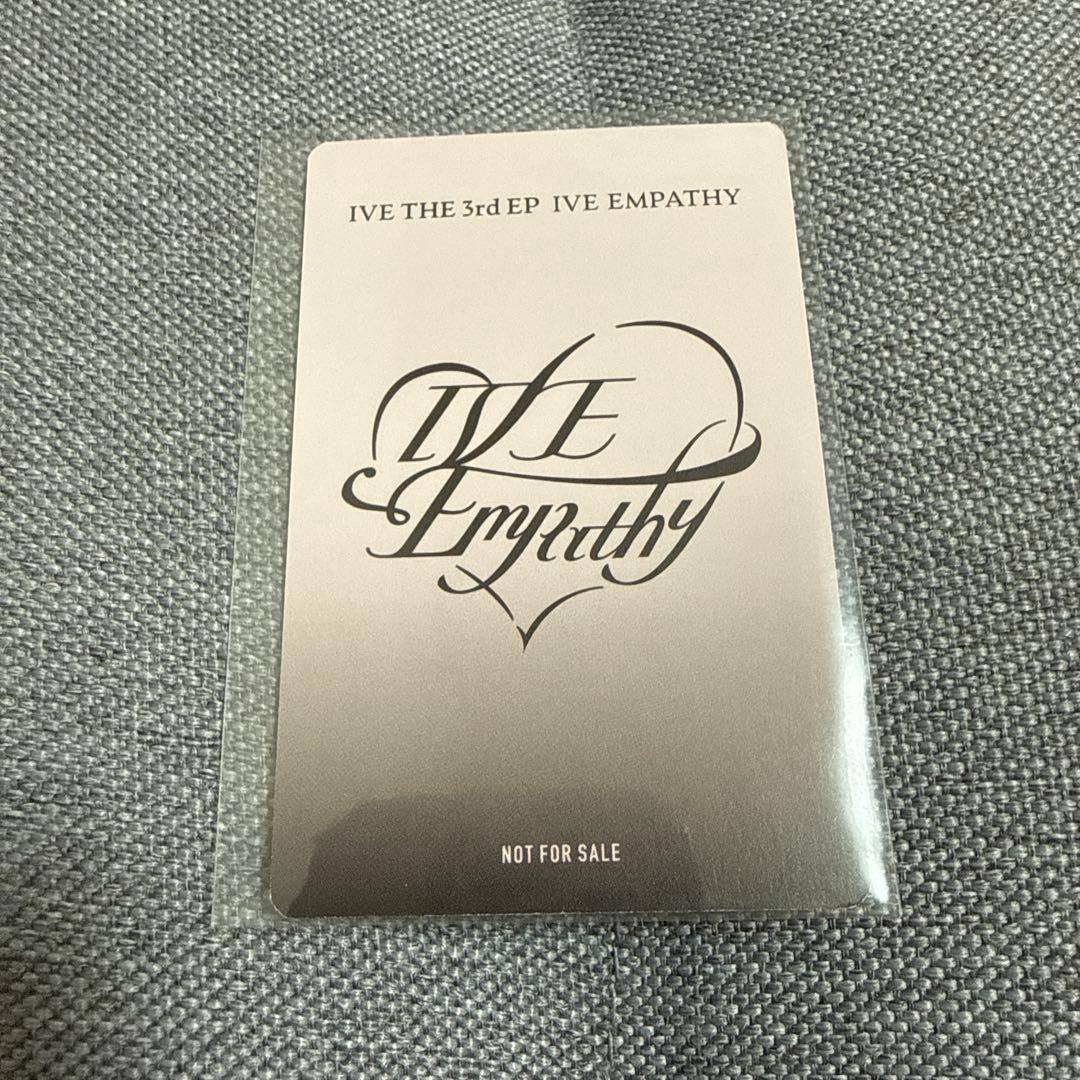 IVE THE 3rd EP IVE EMPATHY
IVE
Empathy
NOT FOR SALE